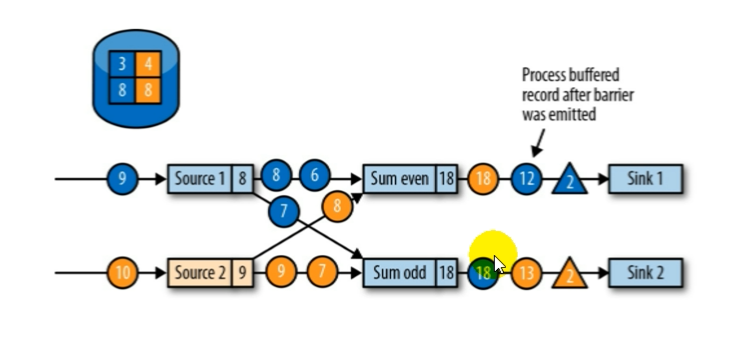 3 4
8 8
Process buffered
record after barrier
was emitted
9 Source 1 8 8 6 Sum even 18 18 12 2 Sink 1
7 8
10 Source 2 9 9 7 Sum odd 18 18 13 2 Sink 2